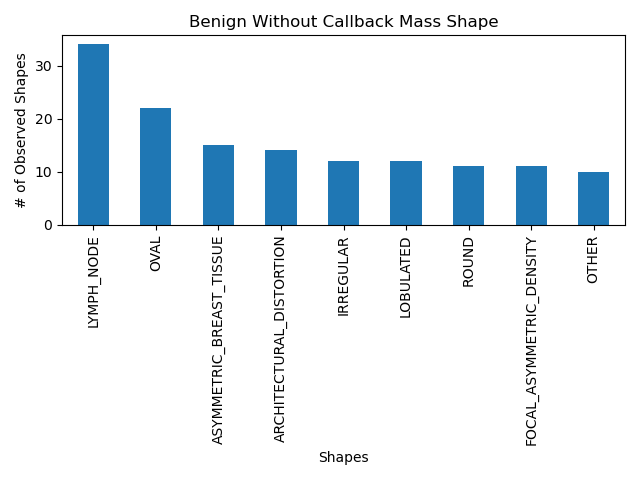 Benign Without Callback Mass Shape
# of Observed Shapes
30
20
10
0
LYMPH_NODE
OVAL
ASYMMETRIC_BREAST_TISSUE
ARCHITECTURAL_DISTORTION
IRREGULAR
LOBULATED
ROUND
FOCAL_ASYMMETRIC_DENSITY
OTHER
Shapes